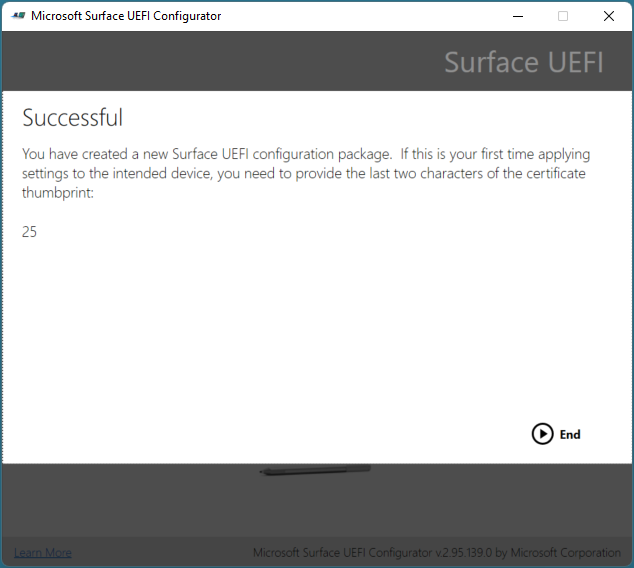 Microsoft Surface UEFI Configurator
Surface UEFI
Successful
You have created a new Surface UEFI configuration package.  If this is your first time applying
settings to the intended device, you need to provide the last two characters of the certificate
thumbprint:
25
End
Learn More
Microsoft Surface UEFI Configurator v.2.95.139.0 by Microsoft Corporation